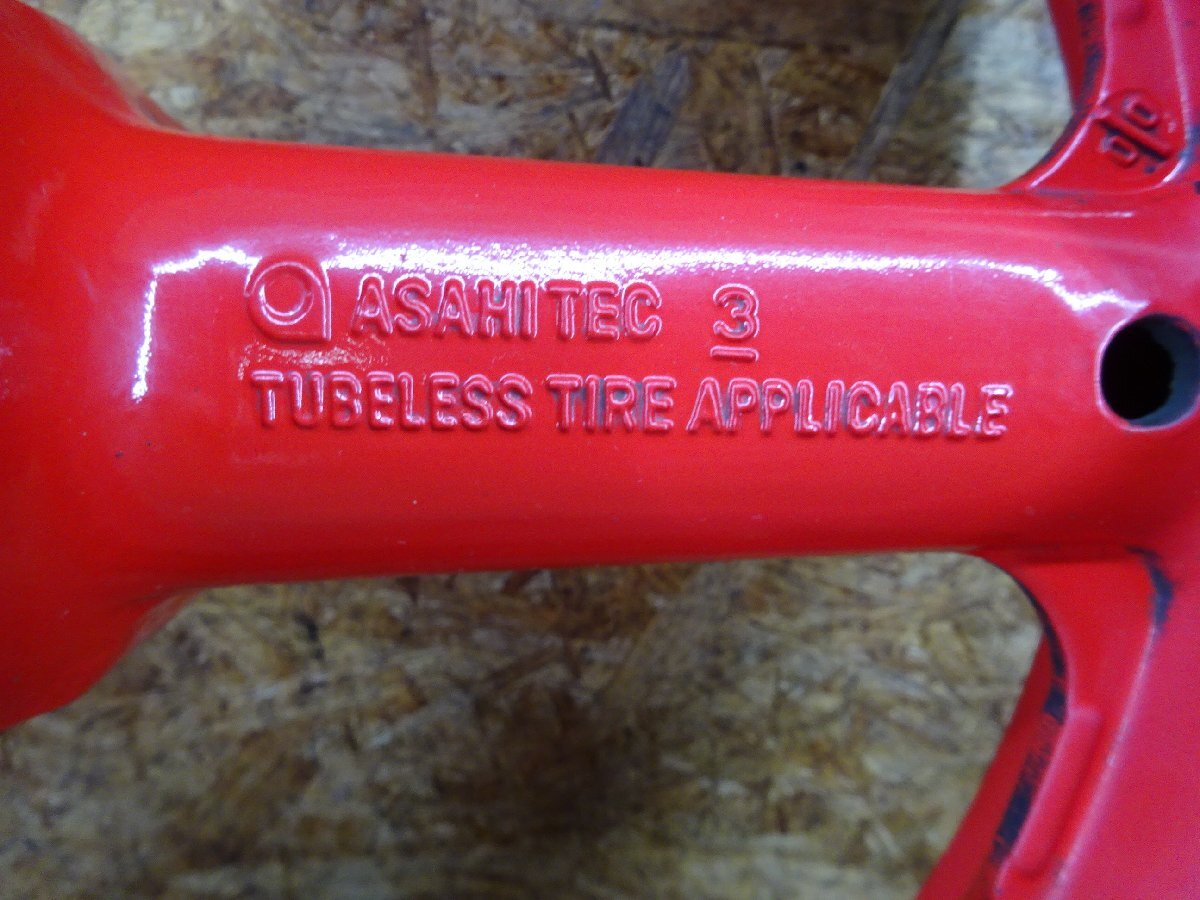 ASAHI TEC 3
TUBELESS TIRE APPLICABLE